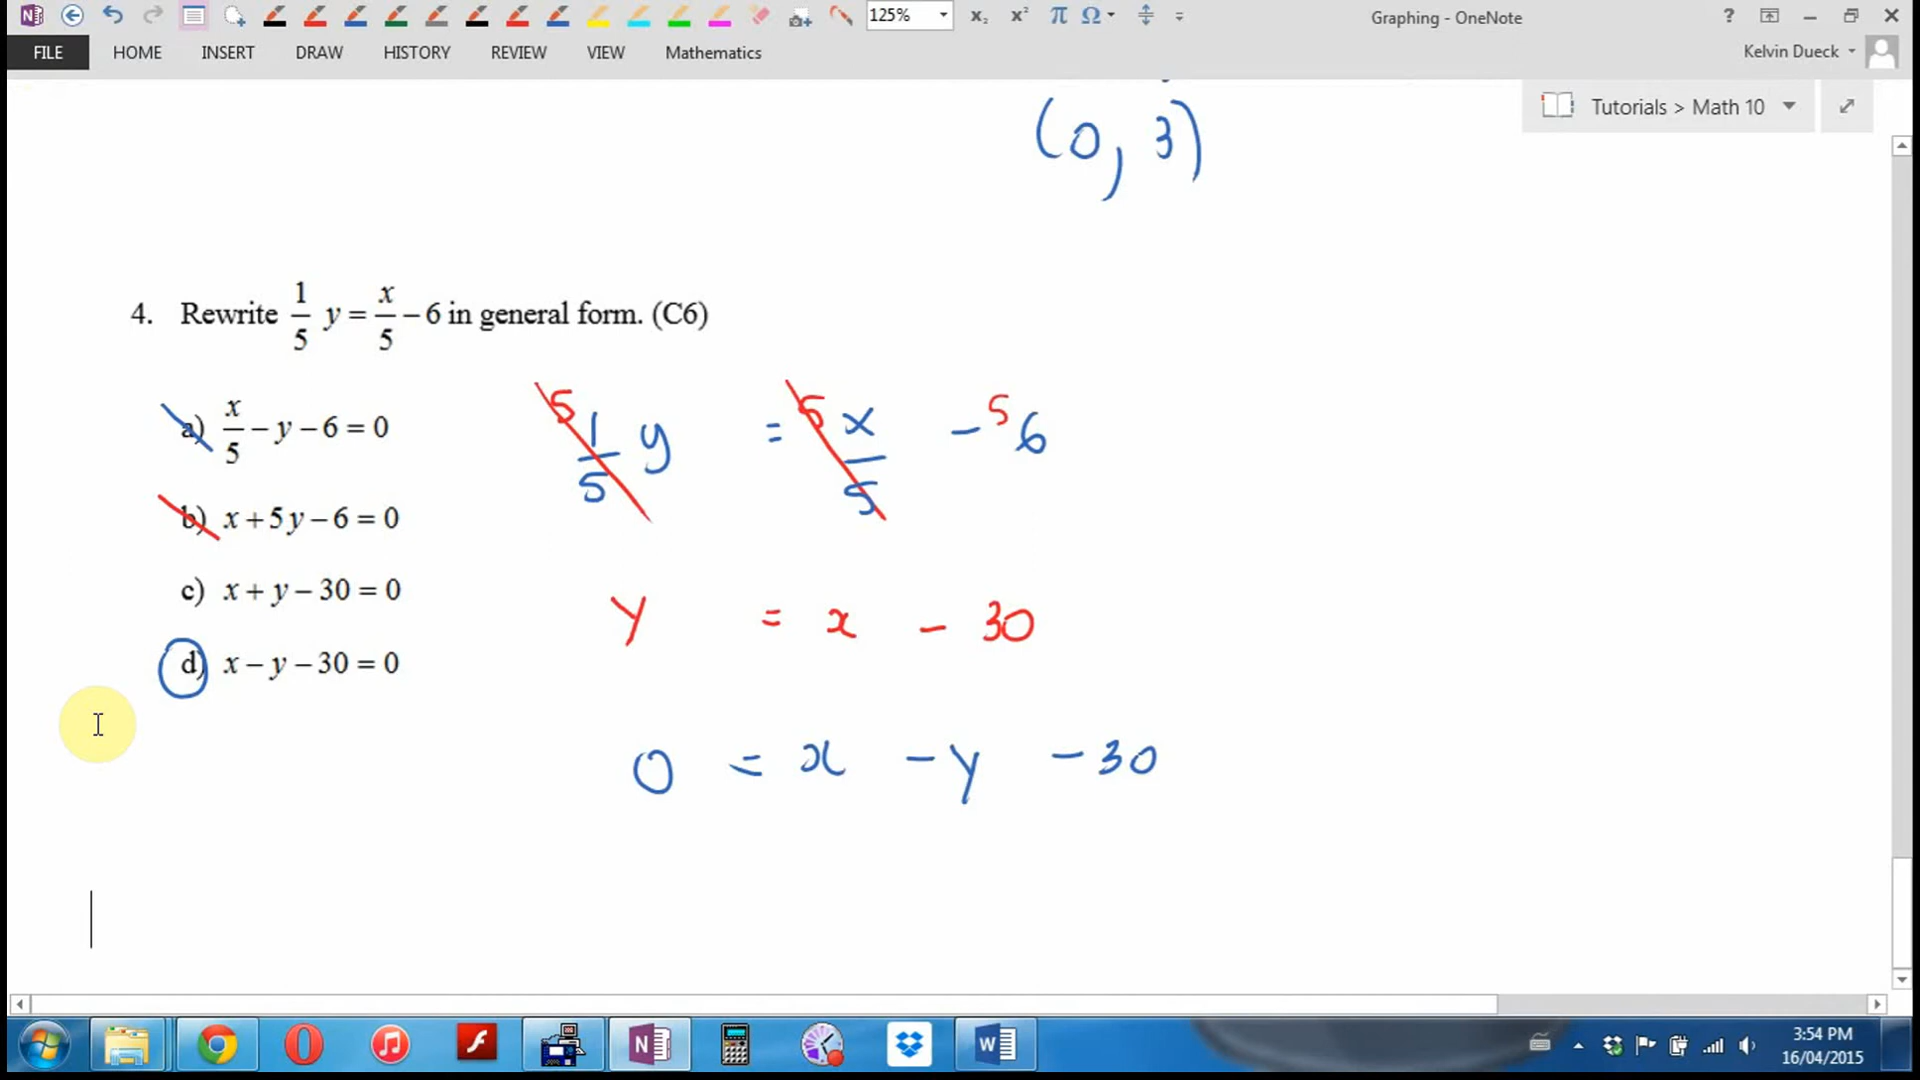 125% x₂ x² π Ω Graphing - OneNote ?
FILE HOME INSERT DRAW HISTORY REVIEW VIEW Mathematics Kelvin Dueck
Tutorials > Math 10
(0, 3)
4. Rewrite 1/5 y = x/5 − 6 in general form. (C6)
a) x/5 − y − 6 = 0
5 1/5 y = 5 x/5 − 5 6
b) x + 5y − 6 = 0
c) x + y − 30 = 0
y = x − 30
d) x − y − 30 = 0
0 = x − y − 30
3:54 PM
16/04/2015